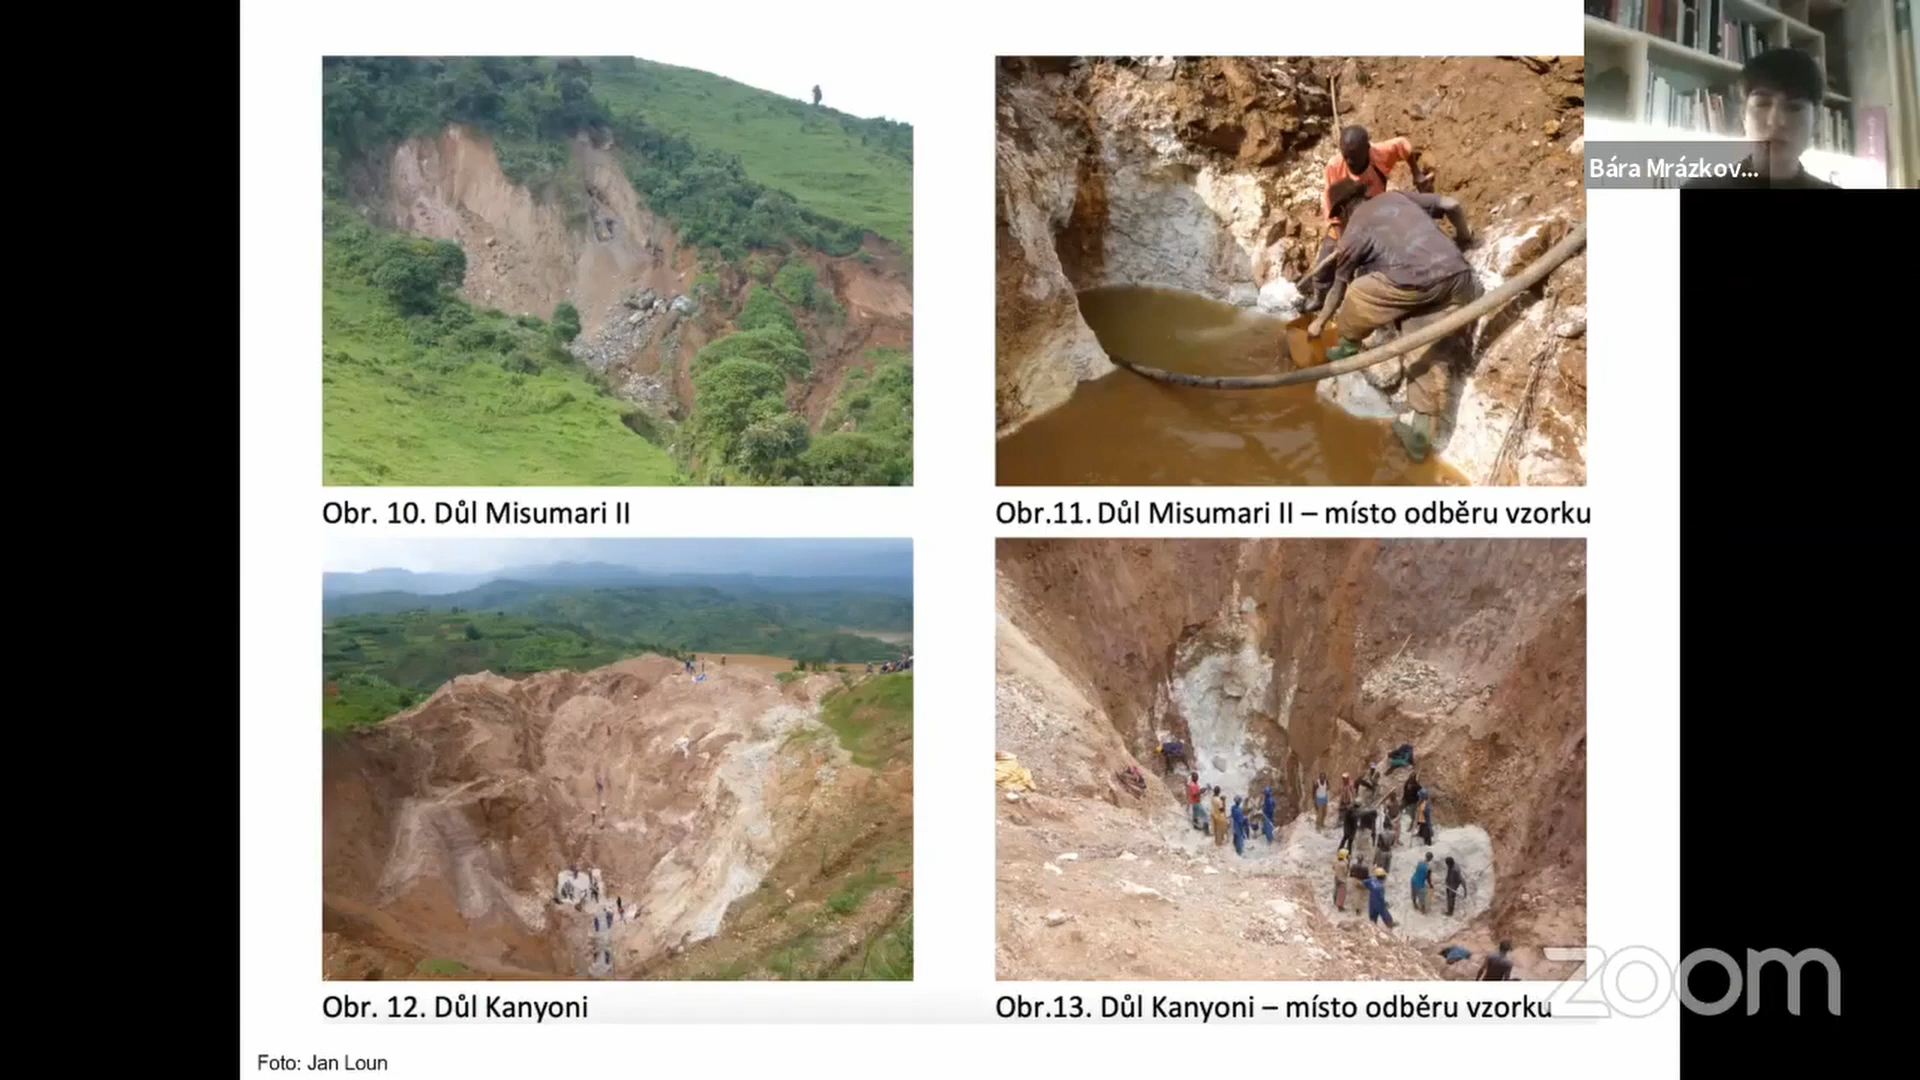 Bára Mrázkov...
Obr. 10. Důl Misumari II
Obr.11. Důl Misumari II – místo odběru vzorku
Obr. 12. Důl Kanyoni
Obr.13. Důl Kanyoni – místo odběru vzorku
zoom
Foto: Jan Loun